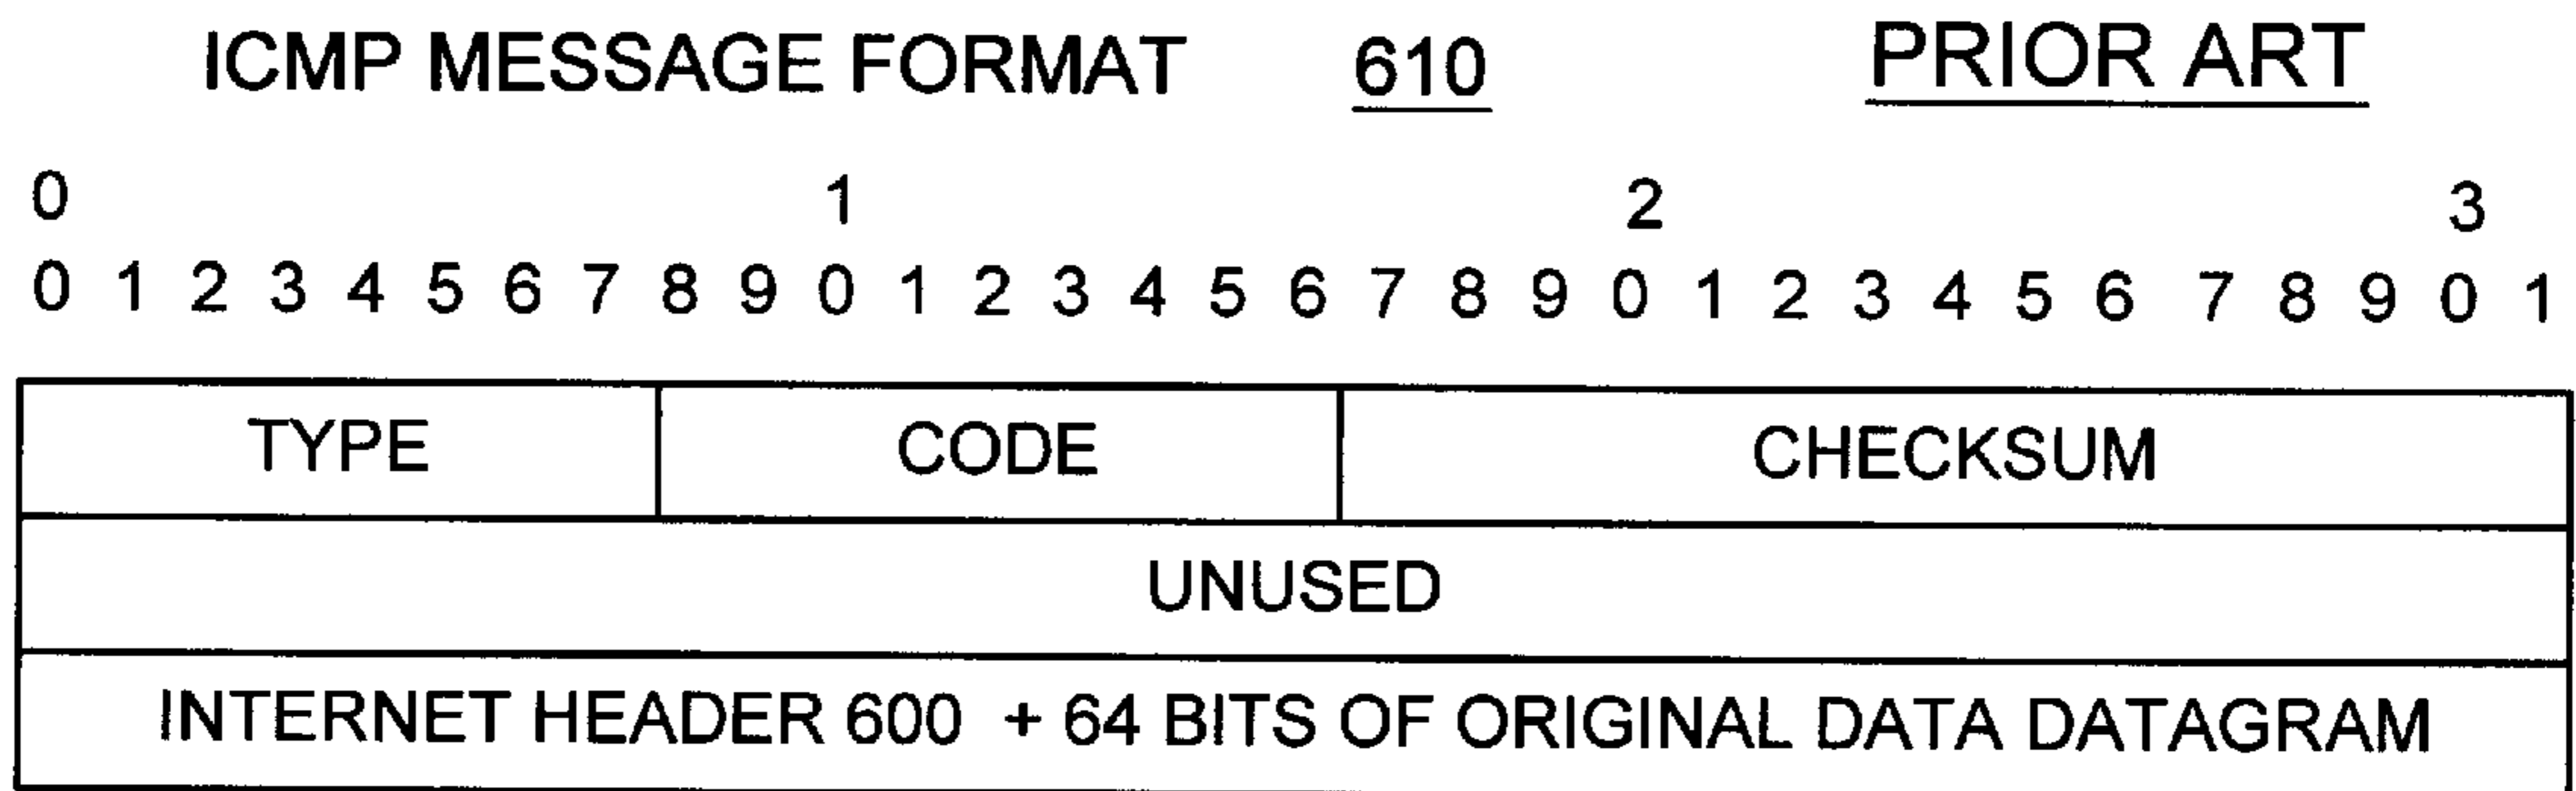 ICMP MESSAGE FORMAT 610 PRIOR ART
0 1 2 3
0 1 2 3 4 5 6 7 8 9 0 1 2 3 4 5 6 7 8 9 0 1 2 3 4 5 6 7 8 9 0 1
TYPE CODE CHECKSUM
UNUSED
INTERNET HEADER 600 + 64 BITS OF ORIGINAL DATA DATAGRAM